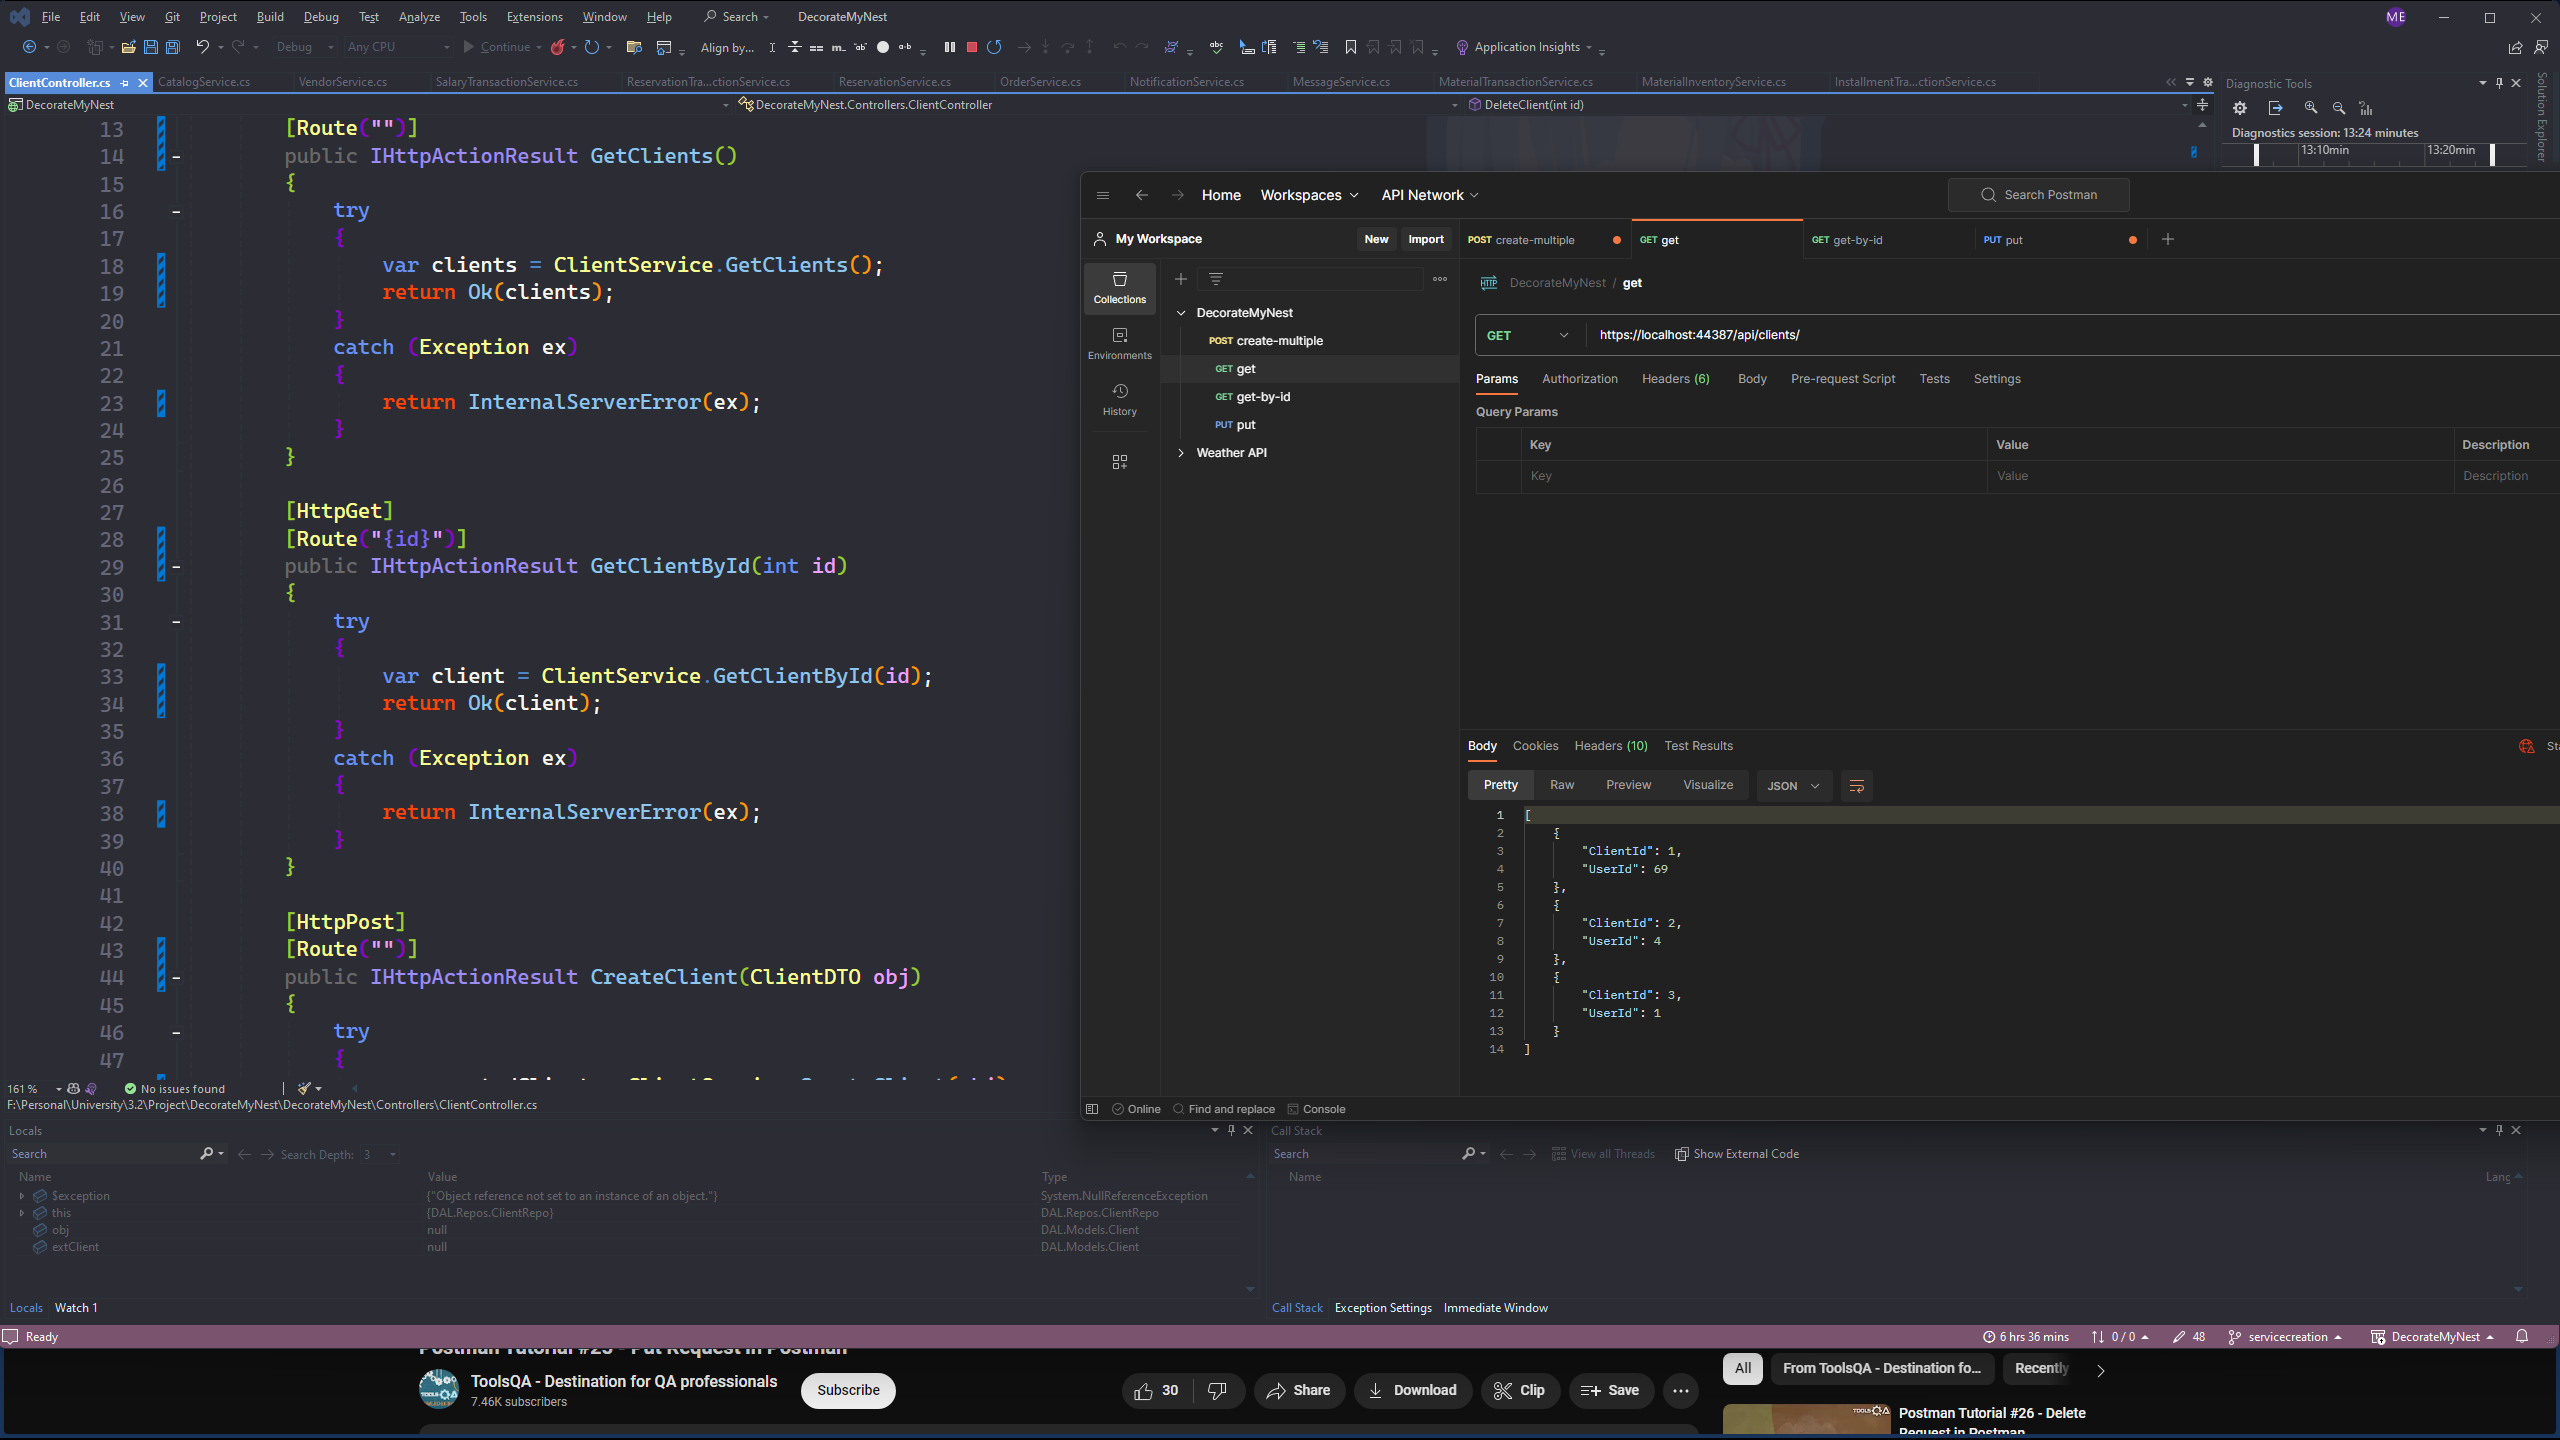 File Edit View Git Project Build Debug Test Analyze Tools Extensions Window Help Search DecorateMyNest ME
Debug Any CPU Continue Align by... Application Insights
ClientController.cs CatalogService.cs VendorService.cs SalaryTransactionService.cs ReservationTra...ctionService.cs ReservationService.cs OrderService.cs NotificationService.cs MessageService.cs MaterialTransactionService.cs MaterialInventoryService.cs InstallmentTra...ctionService.cs
DecorateMyNest DecorateMyNest.Controllers.ClientController DeleteClient(int id)
Diagnostic Tools
Diagnostics session: 13:24 minutes
13:10min 13:20min
Solution Explorer
13 [Route("")]
14 public IHttpActionResult GetClients()
15 {
16 try
17 {
18 var clients = ClientService.GetClients();
19 return Ok(clients);
20 }
21 catch (Exception ex)
22 {
23 return InternalServerError(ex);
24 }
25 }
26
27 [HttpGet]
28 [Route("{id}")]
29 public IHttpActionResult GetClientById(int id)
30 {
31 try
32 {
33 var client = ClientService.GetClientById(id);
34 return Ok(client);
35 }
36 catch (Exception ex)
37 {
38 return InternalServerError(ex);
39 }
40 }
41
42 [HttpPost]
43 [Route("")]
44 public IHttpActionResult CreateClient(ClientDTO obj)
45 {
46 try
47 {
161 % No issues found
F:\Personal\University\3.2\Project\DecorateMyNest\DecorateMyNest\Controllers\ClientController.cs
Home Workspaces API Network Search Postman
My Workspace New Import
POST create-multiple GET get GET get-by-id PUT put
Collections
Environments
History
DecorateMyNest
POST create-multiple
GET get
GET get-by-id
PUT put
Weather API
HTTP DecorateMyNest / get
GET https://localhost:44387/api/clients/
Params Authorization Headers (6) Body Pre-request Script Tests Settings
Query Params
Key Value Description
Key Value Description
Body Cookies Headers (10) Test Results
Pretty Raw Preview Visualize JSON
1 [
2 {
3 "ClientId": 1,
4 "UserId": 69
5 },
6 {
7 "ClientId": 2,
8 "UserId": 4
9 },
10 {
11 "ClientId": 3,
12 "UserId": 1
13 }
14 ]
Online Find and replace Console
Locals
Search Search Depth: 3
Name Value Type
$exception {"Object reference not set to an instance of an object."} System.NullReferenceException
this {DAL.Repos.ClientRepo} DAL.Repos.ClientRepo
obj null DAL.Models.Client
extClient null DAL.Models.Client
Locals Watch 1
Call Stack
Search View all Threads Show External Code
Name Lang
Call Stack Exception Settings Immediate Window
Ready 6 hrs 36 mins 0 / 0 48 servicecreation DecorateMyNest
Postman Tutorial #25 - Put Request in Postman
ToolsQA - Destination for QA professionals
7.46K subscribers
Subscribe
30 Share Download Clip Save
All From ToolsQA - Destination fo... Recently
Postman Tutorial #26 - Delete
Request in Postman